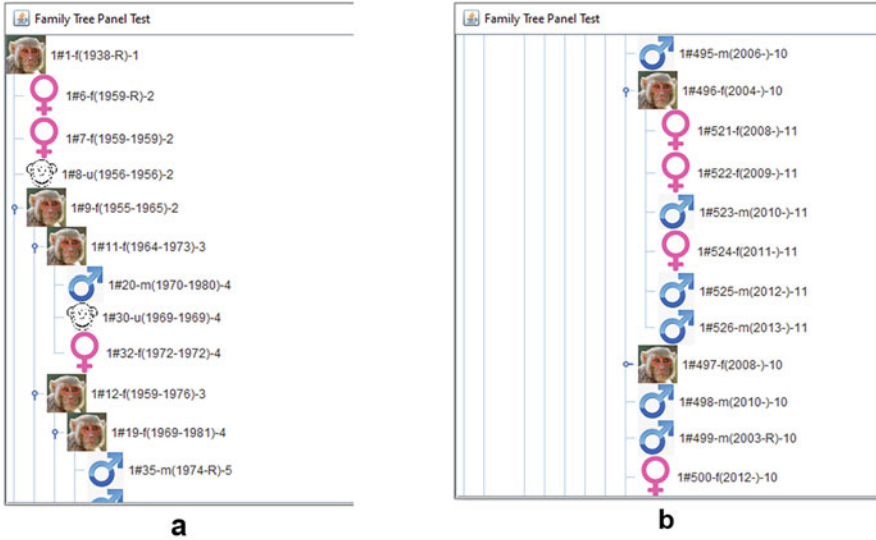 Family Tree Panel Test
1#1-f(1938-R)-1
1#6-f(1959-R)-2
1#7-f(1959-1959)-2
1#8-u(1956-1956)-2
1#9-f(1955-1965)-2
1#11-f(1964-1973)-3
1#20-m(1970-1980)-4
1#30-u(1969-1969)-4
1#32-f(1972-1972)-4
1#12-f(1959-1976)-3
1#19-f(1969-1981)-4
1#35-m(1974-R)-5
a
Family Tree Panel Test
1#495-m(2006-)-10
1#496-f(2004-)-10
1#521-f(2008-)-11
1#522-f(2009-)-11
1#523-m(2010-)-11
1#524-f(2011-)-11
1#525-m(2012-)-11
1#526-m(2013-)-11
1#497-f(2008-)-10
1#498-m(2010-)-10
1#499-m(2003-R)-10
1#500-f(2012-)-10
b